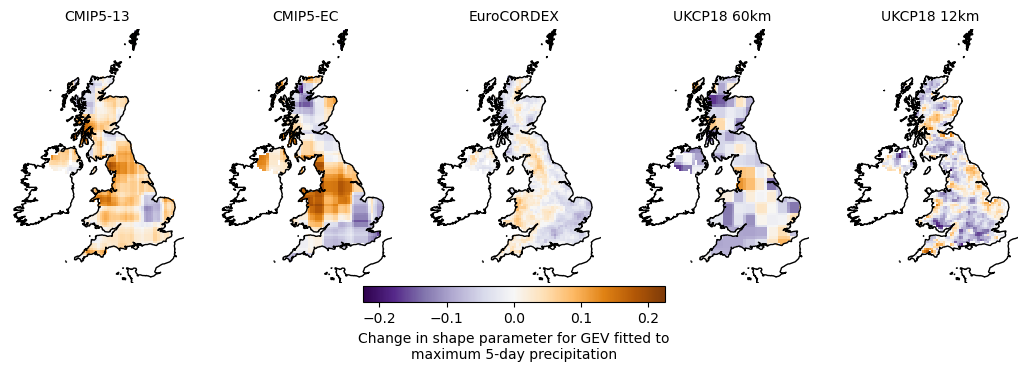 CMIP5-13 CMIP5-EC EuroCORDEX UKCP18 60km UKCP18 12km
−0.2 −0.1 0.0 0.1 0.2
Change in shape parameter for GEV fitted to
maximum 5-day precipitation